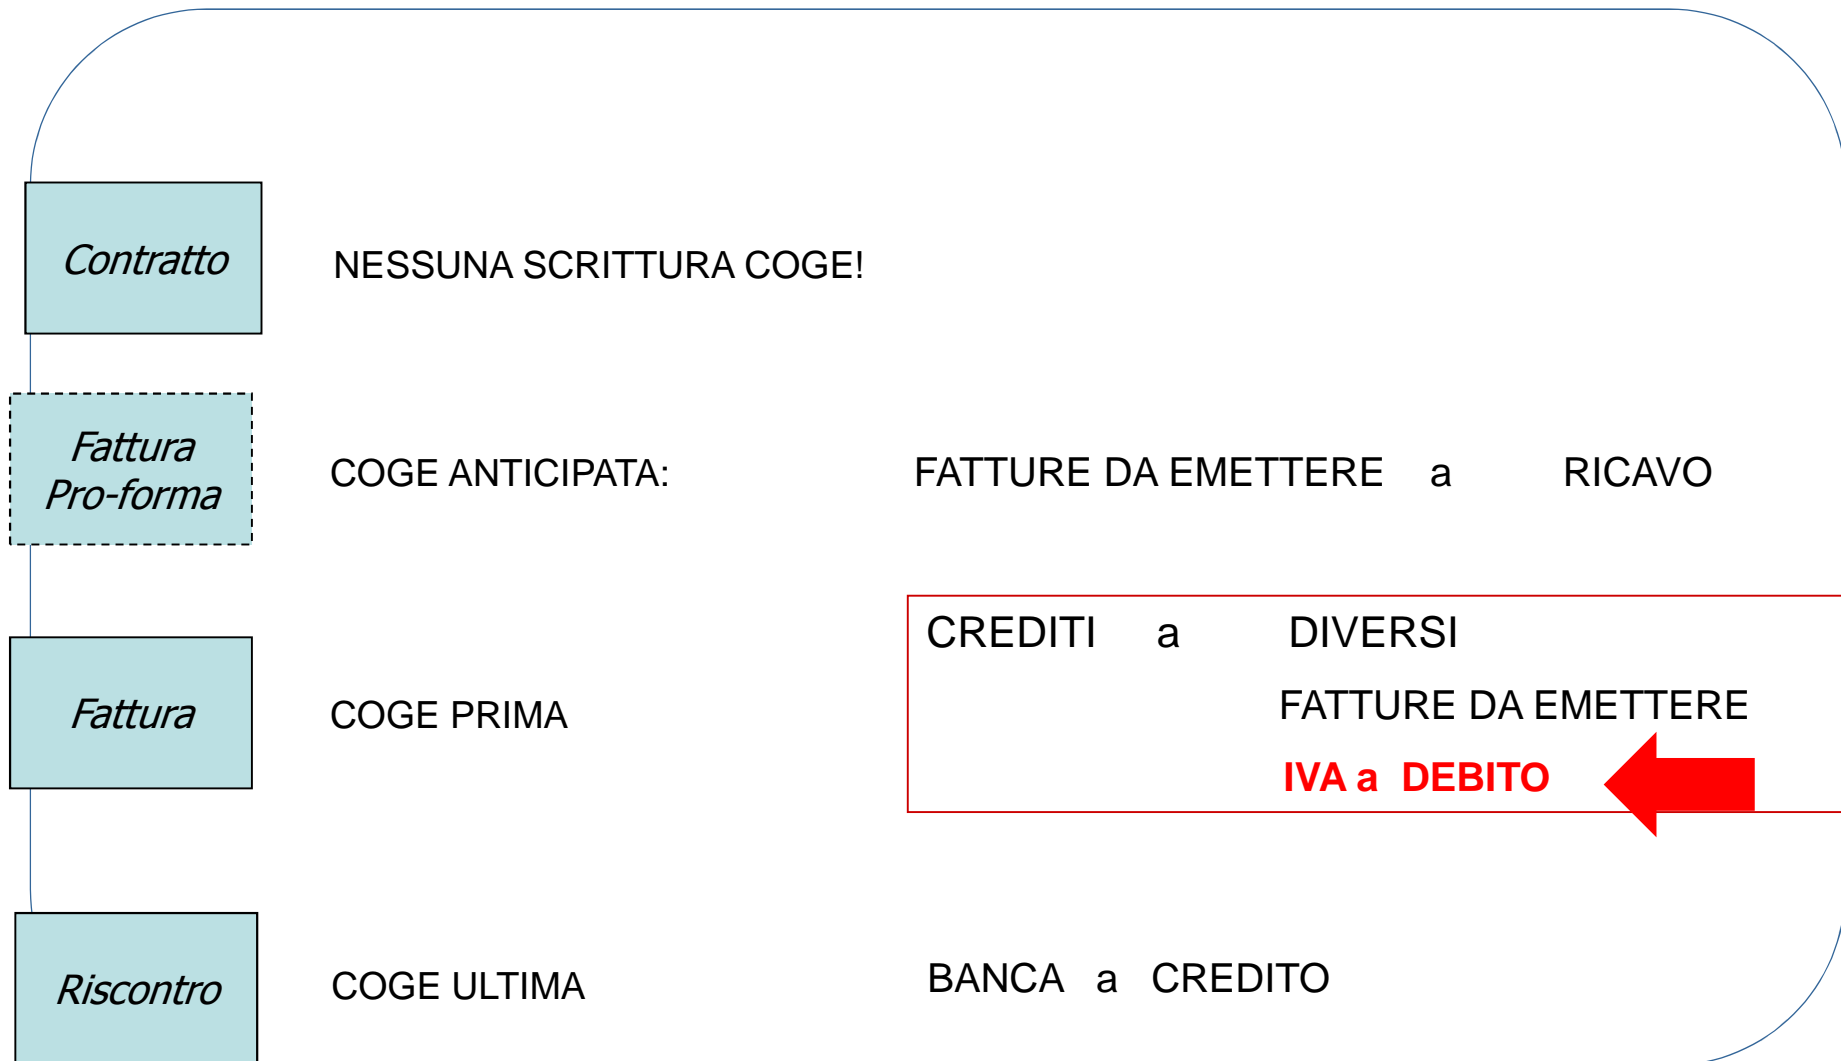 Contratto
NESSUNA SCRITTURA COGE!
Fattura
Pro-forma
COGE ANTICIPATA:
FATTURE DA EMETTERE a RICAVO
Fattura
COGE PRIMA
CREDITI a DIVERSI
FATTURE DA EMETTERE
IVA a DEBITO
Riscontro
COGE ULTIMA
BANCA a CREDITO